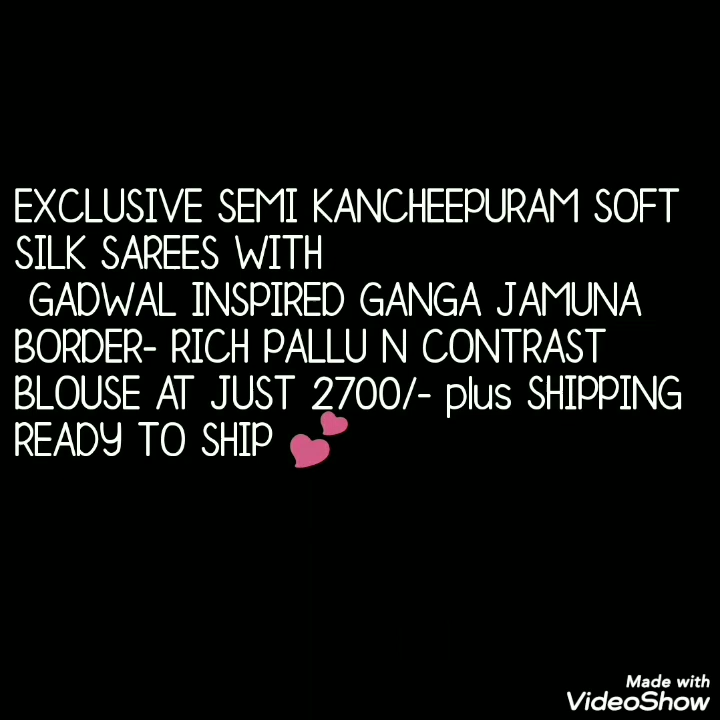 EXCLUSIVE SEMI KANCHEEPURAM SOFT
SILK SAREES WITH
GADWAL INSPIRED GANGA JAMUNA
BORDER- RICH PALLU N CONTRAST
BLOUSE AT JUST 2700/- plus SHIPPING
READY TO SHIP 💕
Made with
VideoShow